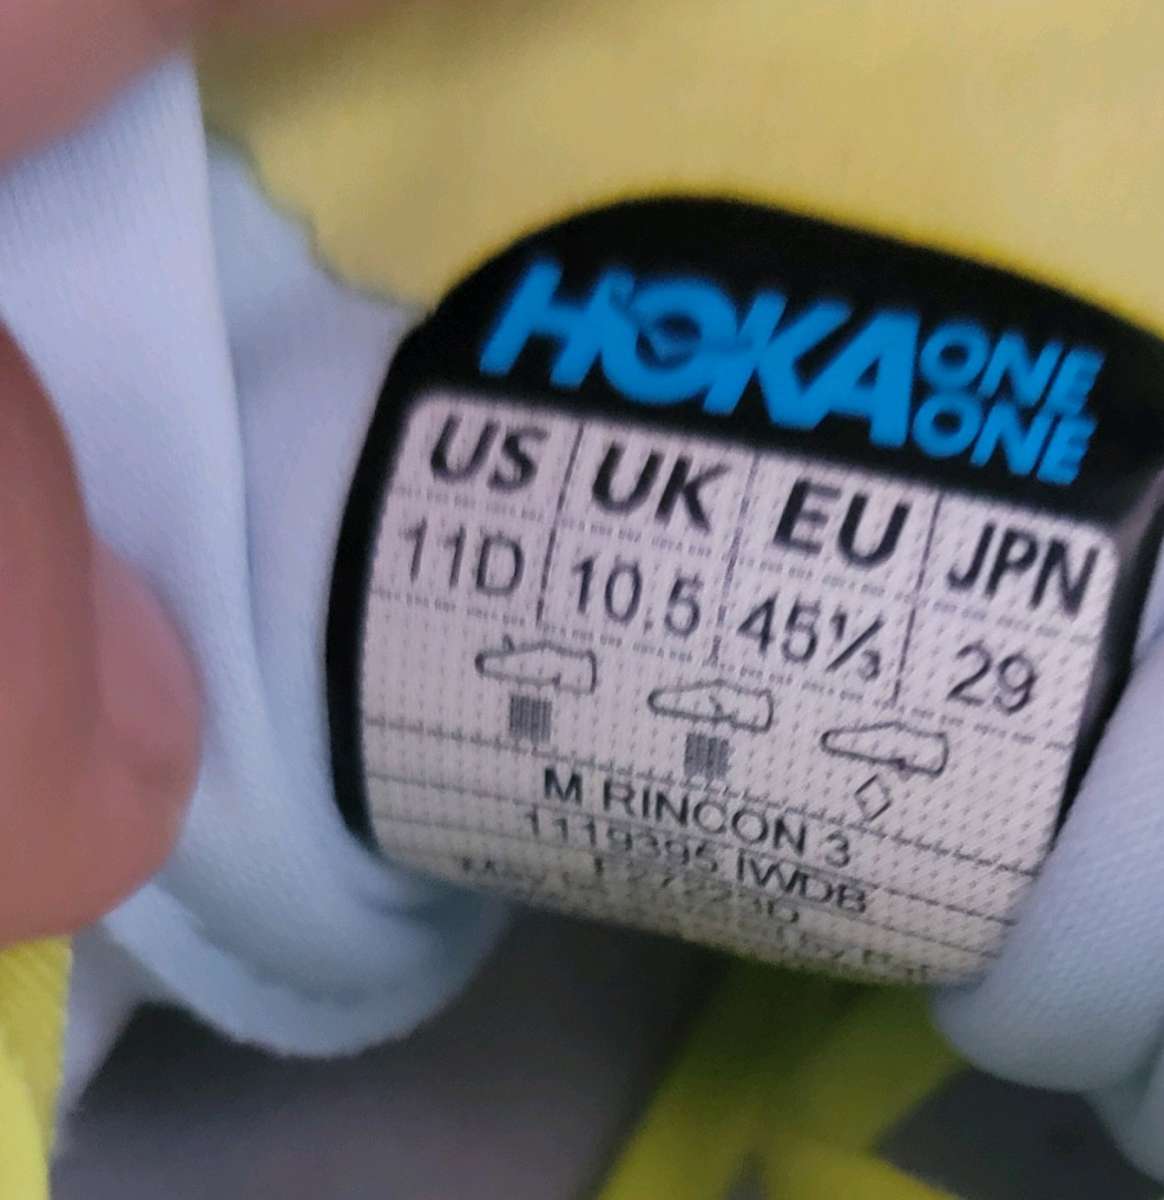 HOKA ONE ONE
US UK EU JPN
11D 10.5 45⅓ 29
M RINCON 3
1119395 IWDB